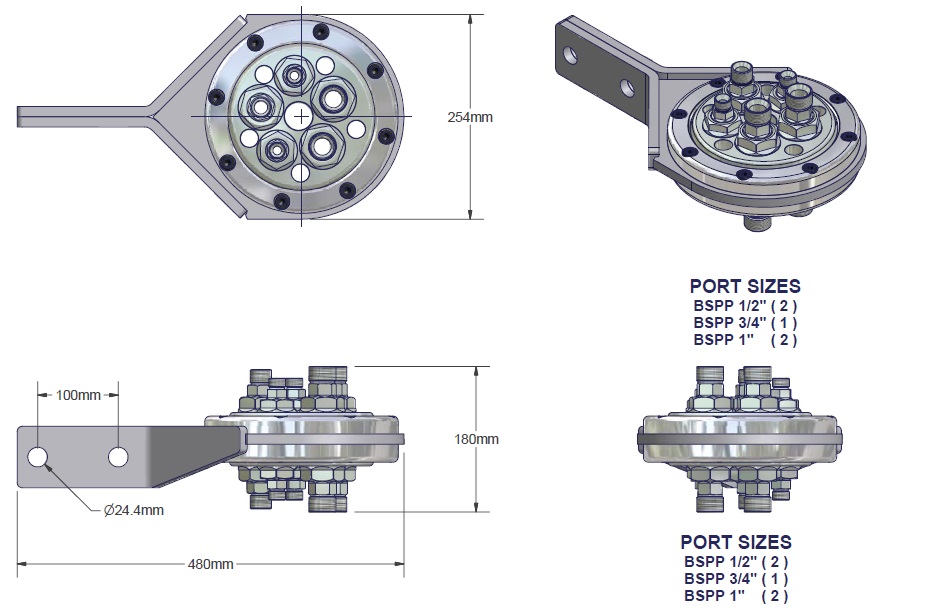 254mm
PORT SIZES
BSPP 1/2" ( 2 )
BSPP 3/4" ( 1 )
BSPP 1" ( 2 )
100mm
180mm
Ø24.4mm
480mm
PORT SIZES
BSPP 1/2" ( 2 )
BSPP 3/4" ( 1 )
BSPP 1" ( 2 )